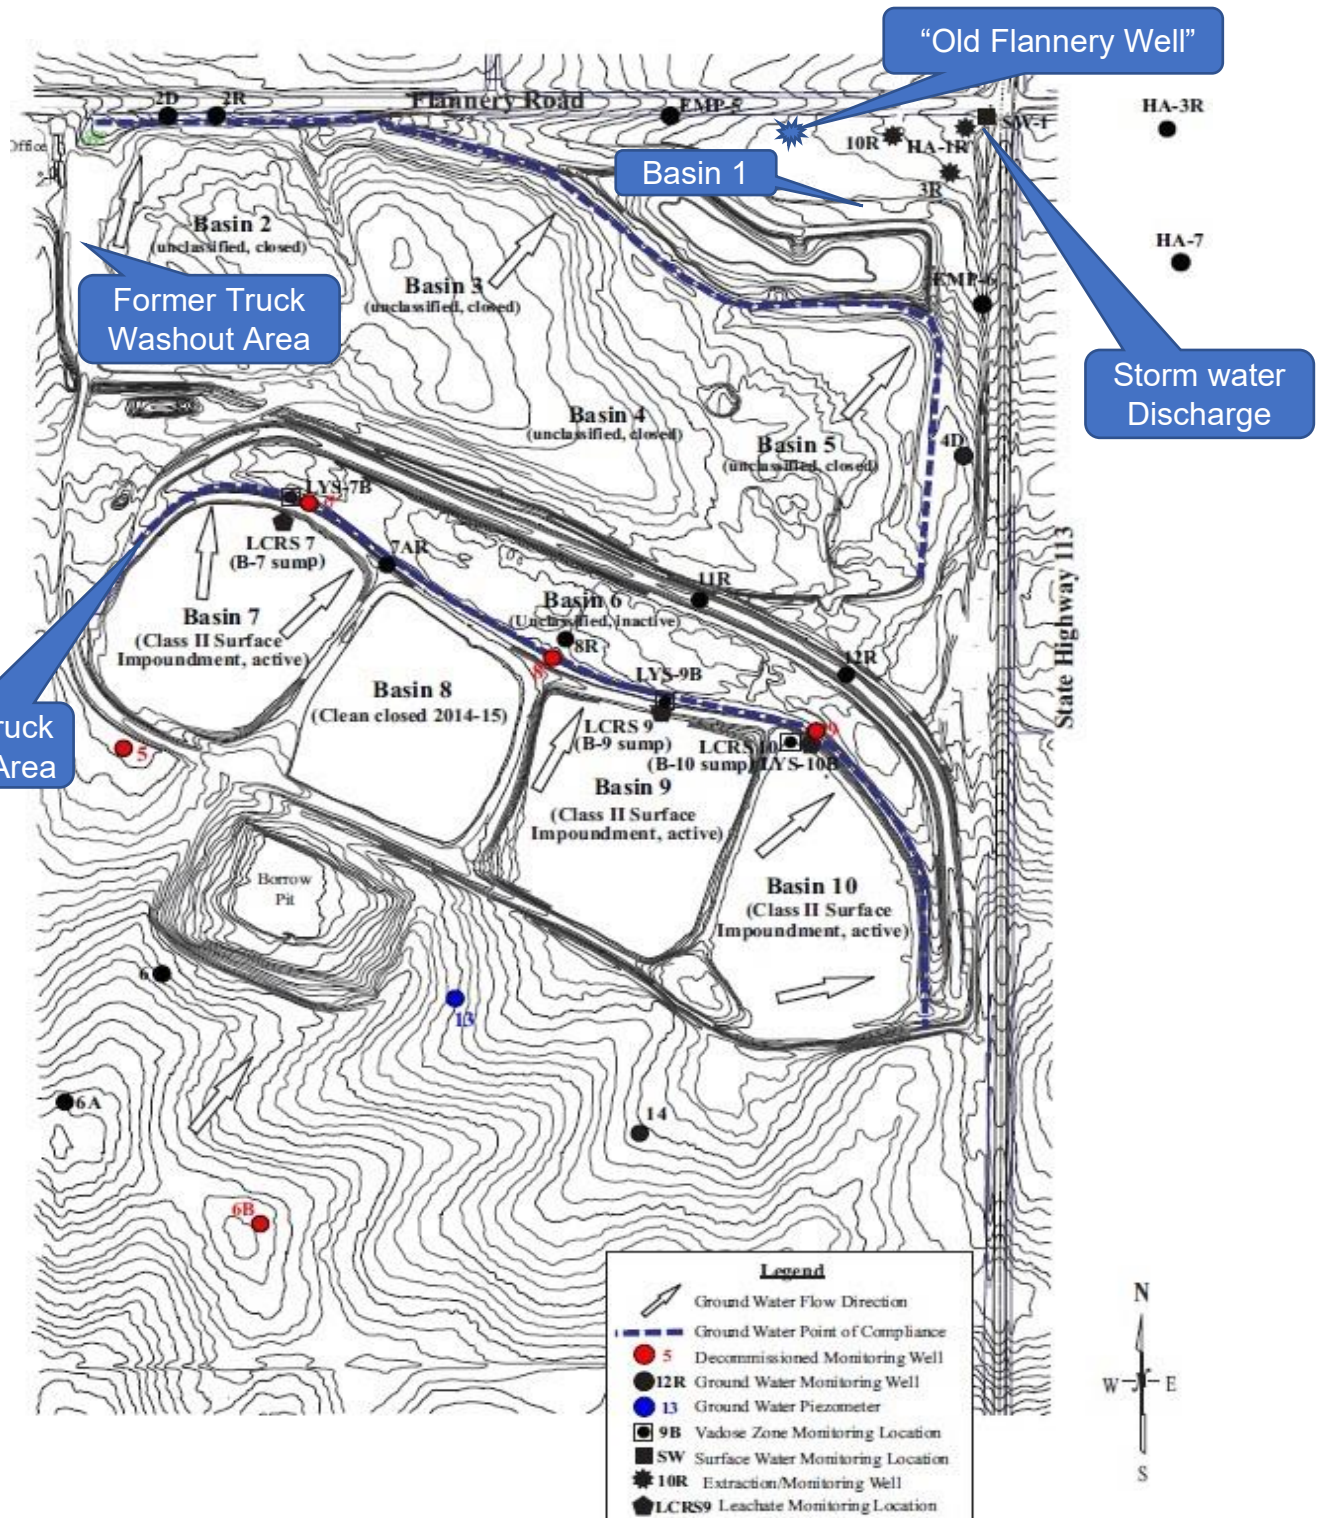 “Old Flannery Well”
2D
2R
Flannery Road
EMP-5
SW-1
HA-3R
Office
10R
HA-1R
Basin 1
3R
Basin 2
(unclassified, closed)
HA-7
Former Truck
Washout Area
Basin 3
(unclassified, closed)
EMP-6
Storm water
Discharge
Basin 4
(unclassified, closed)
Basin 5
(unclassified, closed)
4D
LYS-7B
7
LCRS 7
(B-7 sump)
7AR
11R
State Highway 113
Basin 7
(Class II Surface
Impoundment, active)
Basin 6
(Unclassified, inactive)
8R
8
12R
LYS-9B
Basin 8
(Clean closed 2014-15)
ruck
Area
5
LCRS 9
(B-9 sump)
9
LCRS 10
(B-10 sump)
LYS-10B
Basin 9
(Class II Surface
Impoundment, active)
Borrow
Pit
Basin 10
(Class II Surface
Impoundment, active)
6
13
6A
14
6B
Legend
Ground Water Flow Direction
Ground Water Point of Compliance
5 Decommissioned Monitoring Well
12R Ground Water Monitoring Well
13 Ground Water Piezometer
9B Vadose Zone Monitoring Location
SW Surface Water Monitoring Location
10R Extraction/Monitoring Well
LCRS9 Leachate Monitoring Location
N
W E
S